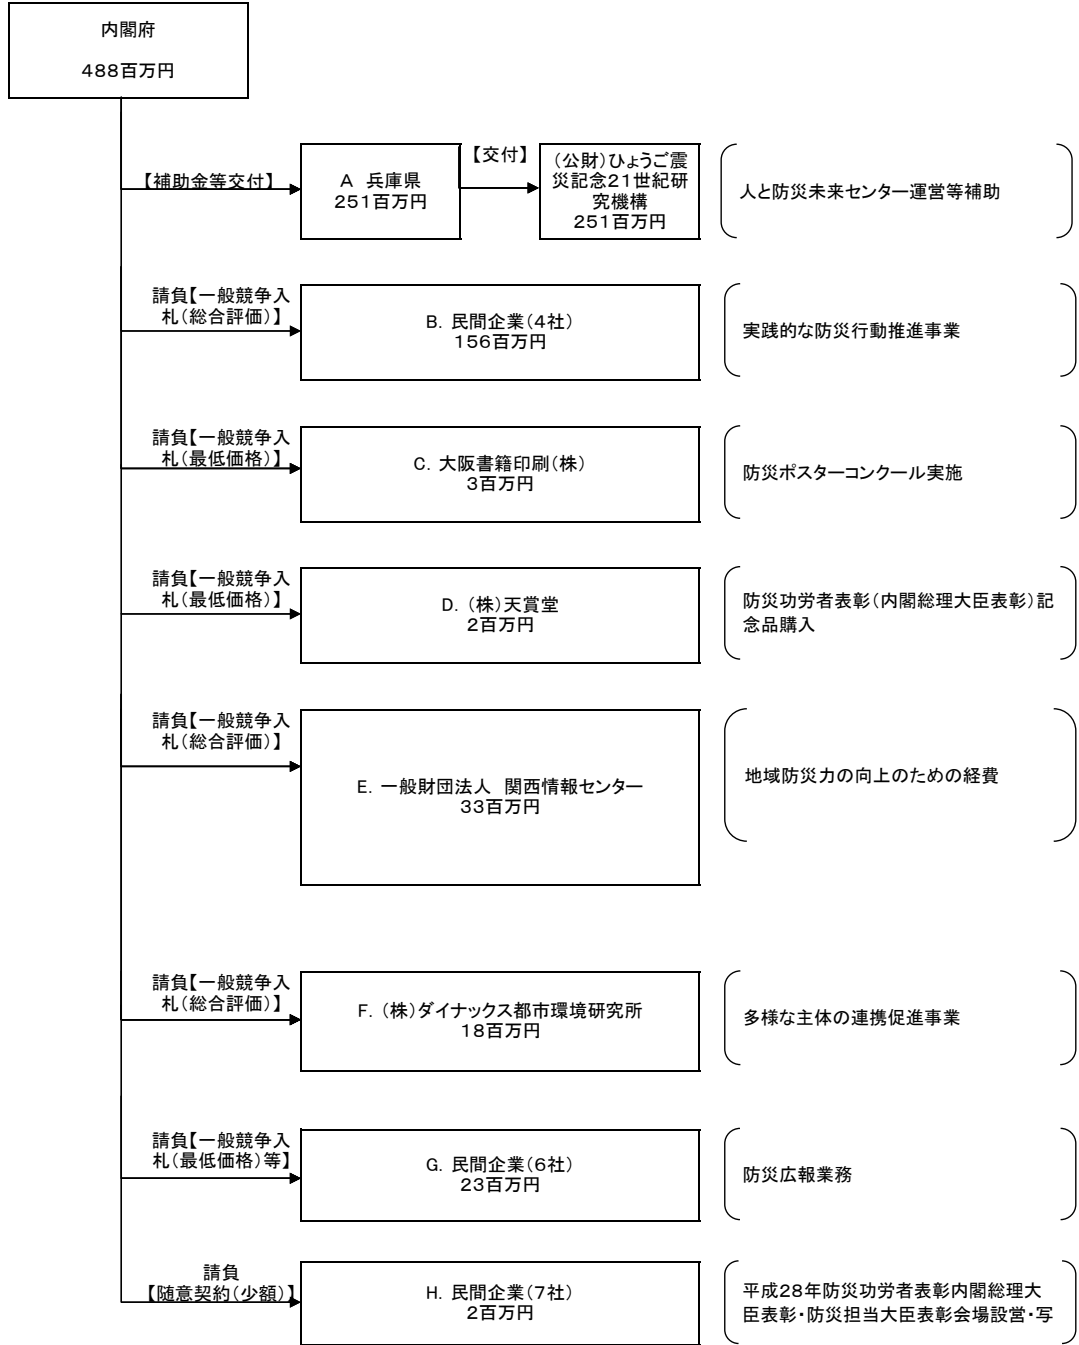 内閣府
488百万円
【補助金等交付】
A 兵庫県
251百万円
【交付】
(公財)ひょうご震
災記念21世紀研
究機構
251百万円
人と防災未来センター運営等補助
請負【一般競争入
札(総合評価)】
B. 民間企業(4社)
156百万円
実践的な防災行動推進事業
請負【一般競争入
札(最低価格)】
C. 大阪書籍印刷(株)
3百万円
防災ポスターコンクール実施
請負【一般競争入
札(最低価格)】
D. (株)天賞堂
2百万円
防災功労者表彰(内閣総理大臣表彰)記
念品購入
請負【一般競争入
札(総合評価)】
E. 一般財団法人 関西情報センター
33百万円
地域防災力の向上のための経費
請負【一般競争入
札(総合評価)】
F. (株)ダイナックス都市環境研究所
18百万円
多様な主体の連携促進事業
請負【一般競争入
札(最低価格)等】
G. 民間企業(6社)
23百万円
防災広報業務
請負
【随意契約(少額)】
H. 民間企業(7社)
2百万円
平成28年防災功労者表彰内閣総理大
臣表彰・防災担当大臣表彰会場設営・写